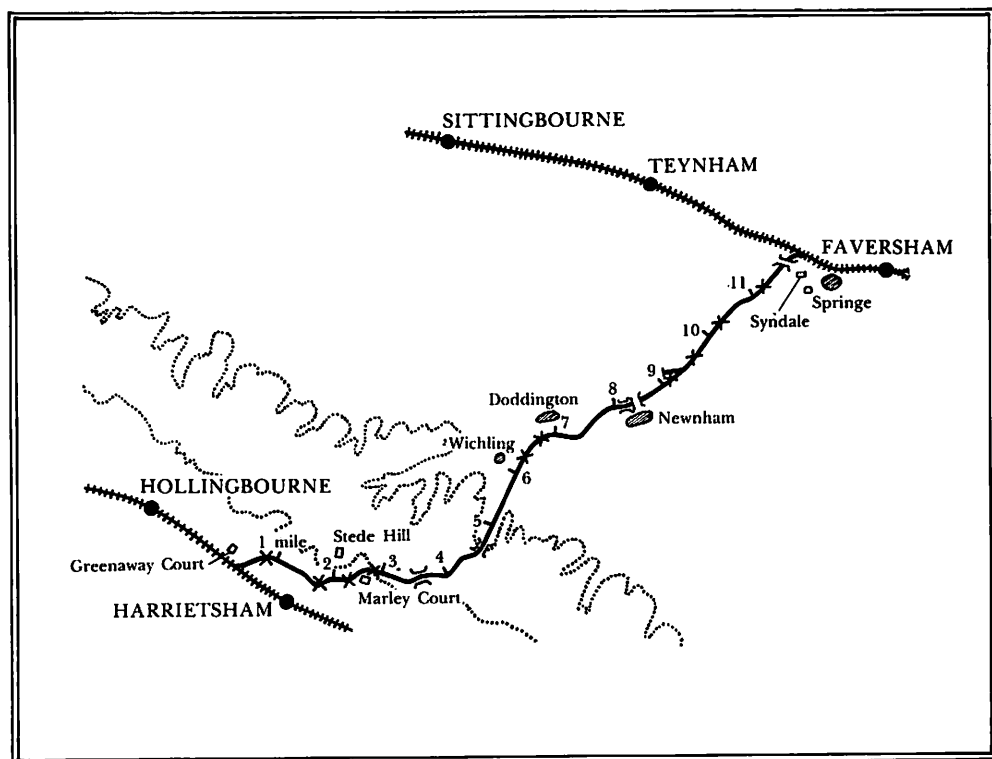 SITTINGBOURNE
TEYNHAM
FAVERSHAM
11
Springe
Syndale
10
9
8
Doddington
7
Newnham
Wichling
6
HOLLINGBOURNE
5
1 mile
Stede Hill
2
3
4
Greenaway Court
Marley Court
HARRIETSHAM